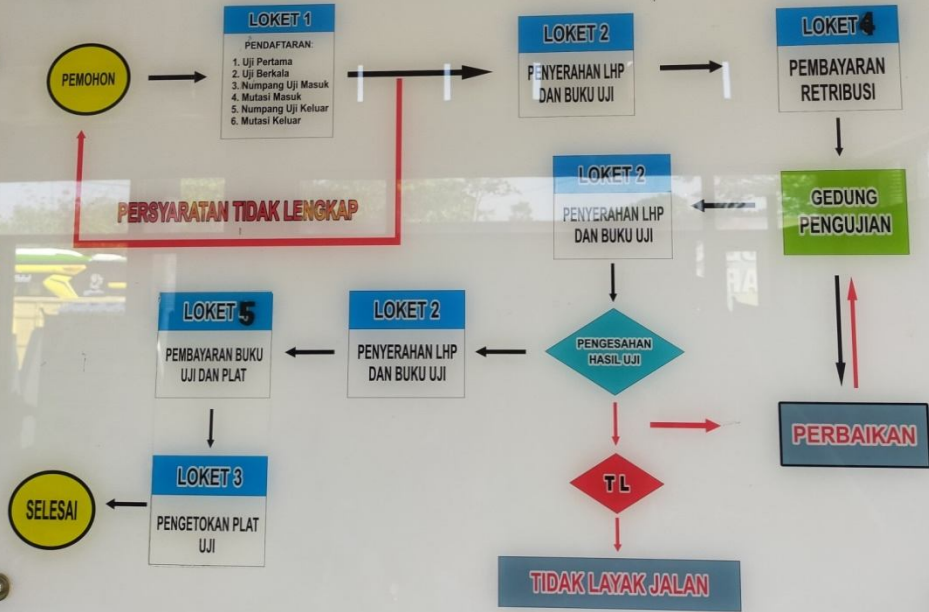 PEMOHON
LOKET 1
PENDAFTARAN:
1. Uji Pertama
2. Uji Berkala
3. Numpang Uji Masuk
4. Mutasi Masuk
5. Numpang Uji Keluar
6. Mutasi Keluar
LOKET 2
PENYERAHAN LHP
DAN BUKU UJI
LOKET 4
PEMBAYARAN
RETRIBUSI
PERSYARATAN TIDAK LENGKAP
LOKET 2
PENYERAHAN LHP
DAN BUKU UJI
GEDUNG
PENGUJIAN
LOKET 5
PEMBAYARAN BUKU
UJI DAN PLAT
LOKET 2
PENYERAHAN LHP
DAN BUKU UJI
PENGESAHAN
HASIL UJI
PERBAIKAN
SELESAI
LOKET 3
PENGETOKAN PLAT
UJI
T L
TIDAK LAYAK JALAN